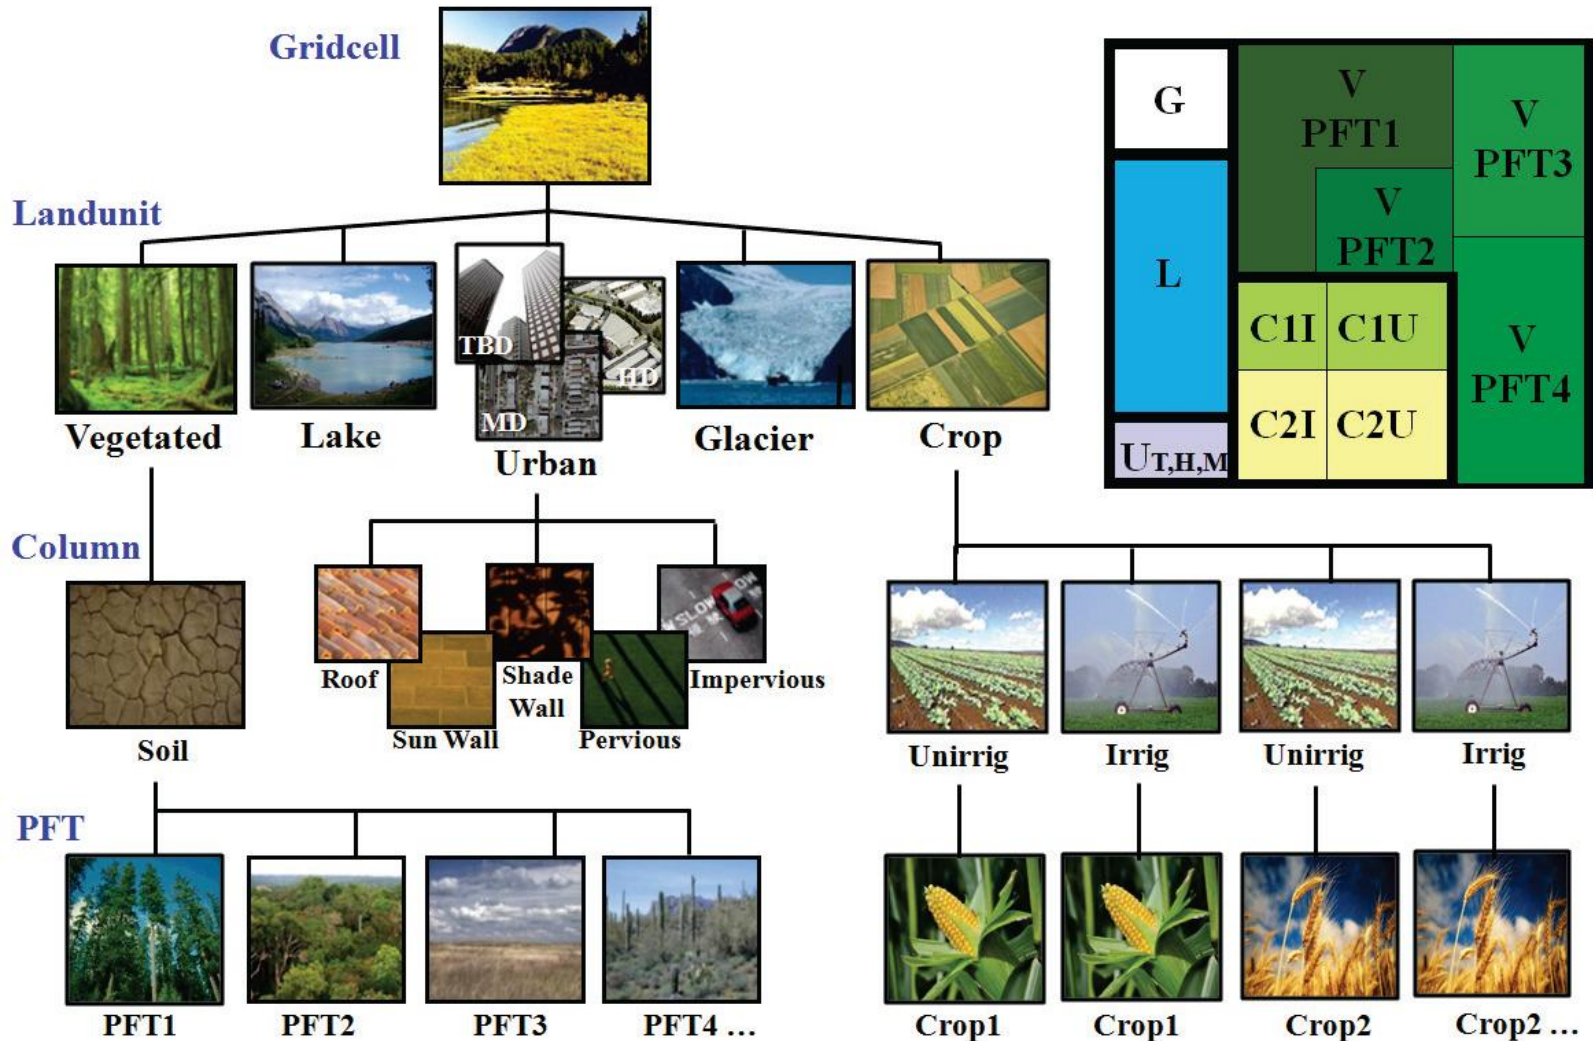 Gridcell
G
V
PFT1
V
PFT3
V
PFT2
L
C1I
C1U
V
PFT4
C2I
C2U
UT,H,M
Landunit
TBD
HD
MD
Vegetated
Lake
Urban
Glacier
Crop
Column
SLOW
Soil
Roof
Sun Wall
Shade
Wall
Pervious
Impervious
Unirrig
Irrig
Unirrig
Irrig
PFT
PFT1
PFT2
PFT3
PFT4 ...
Crop1
Crop1
Crop2
Crop2 ...